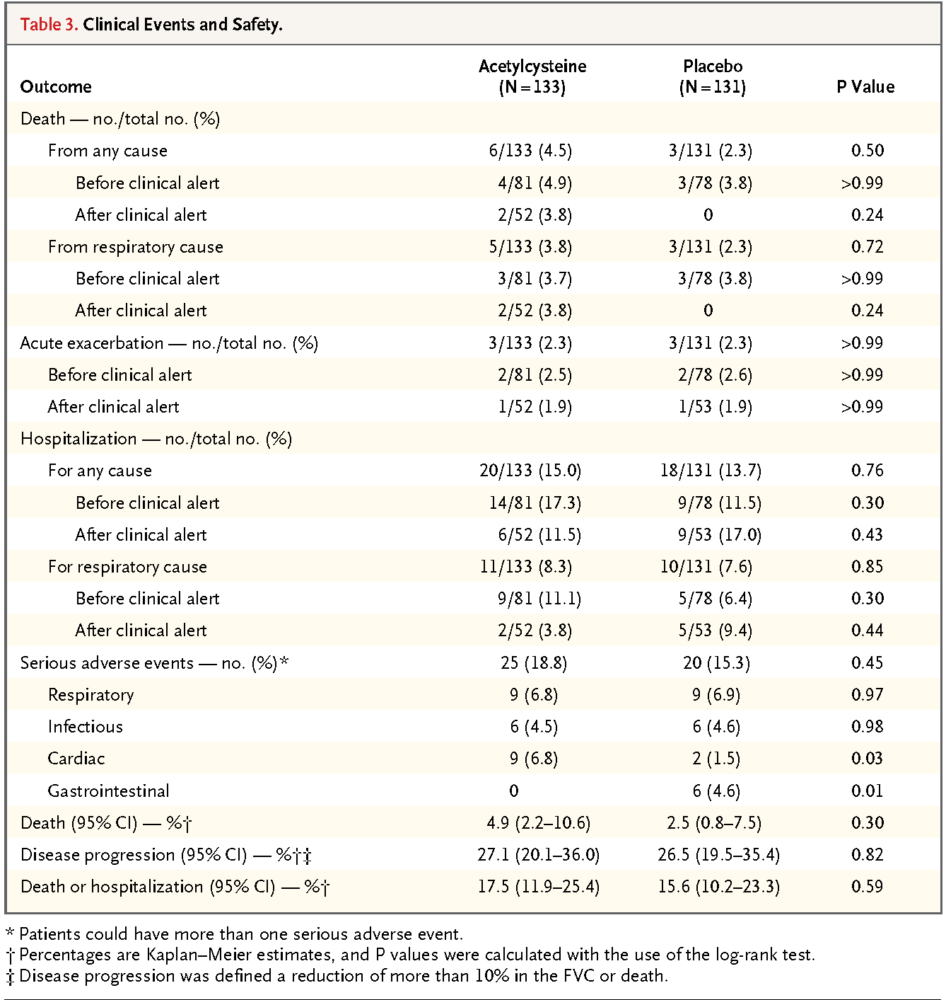 Table 3. Clinical Events and Safety.
Outcome Acetylcysteine (N=133) Placebo (N=131) P Value
Death — no./total no. (%)
From any cause 6/133 (4.5) 3/131 (2.3) 0.50
Before clinical alert 4/81 (4.9) 3/78 (3.8) >0.99
After clinical alert 2/52 (3.8) 0 0.24
From respiratory cause 5/133 (3.8) 3/131 (2.3) 0.72
Before clinical alert 3/81 (3.7) 3/78 (3.8) >0.99
After clinical alert 2/52 (3.8) 0 0.24
Acute exacerbation — no./total no. (%) 3/133 (2.3) 3/131 (2.3) >0.99
Before clinical alert 2/81 (2.5) 2/78 (2.6) >0.99
After clinical alert 1/52 (1.9) 1/53 (1.9) >0.99
Hospitalization — no./total no. (%)
For any cause 20/133 (15.0) 18/131 (13.7) 0.76
Before clinical alert 14/81 (17.3) 9/78 (11.5) 0.30
After clinical alert 6/52 (11.5) 9/53 (17.0) 0.43
For respiratory cause 11/133 (8.3) 10/131 (7.6) 0.85
Before clinical alert 9/81 (11.1) 5/78 (6.4) 0.30
After clinical alert 2/52 (3.8) 5/53 (9.4) 0.44
Serious adverse events — no. (%)* 25 (18.8) 20 (15.3) 0.45
Respiratory 9 (6.8) 9 (6.9) 0.97
Infectious 6 (4.5) 6 (4.6) 0.98
Cardiac 9 (6.8) 2 (1.5) 0.03
Gastrointestinal 0 6 (4.6) 0.01
Death (95% CI) — %† 4.9 (2.2–10.6) 2.5 (0.8–7.5) 0.30
Disease progression (95% CI) — %†‡ 27.1 (20.1–36.0) 26.5 (19.5–35.4) 0.82
Death or hospitalization (95% CI) — %† 17.5 (11.9–25.4) 15.6 (10.2–23.3) 0.59
* Patients could have more than one serious adverse event.
† Percentages are Kaplan–Meier estimates, and P values were calculated with the use of the log-rank test.
‡ Disease progression was defined a reduction of more than 10% in the FVC or death.